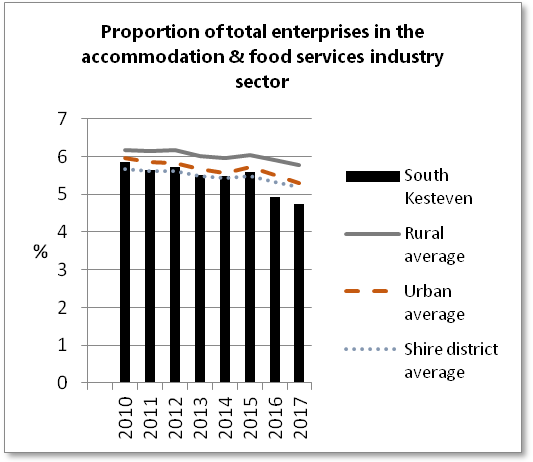 Proportion of total enterprises in the
accommodation & food services industry
sector
7
6
5
4
3
2
1
0
%
2010
2011
2012
2013
2014
2015
2016
2017
South
Kesteven
Rural
average
Urban
average
Shire district
average